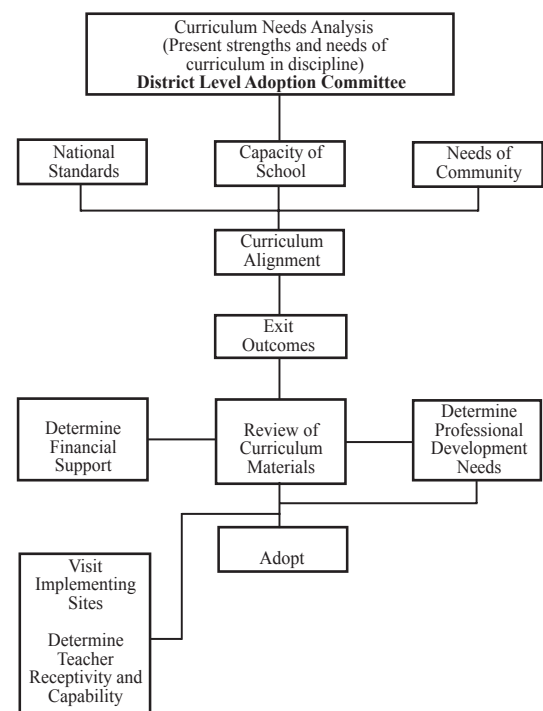 Curriculum Needs Analysis
(Present strengths and needs of
curriculum in discipline)
District Level Adoption Committee
National
Standards
Capacity of
School
Needs of
Community
Curriculum
Alignment
Exit
Outcomes
Determine
Financial
Support
Review of
Curriculum
Materials
Determine
Professional
Development
Needs
Adopt
Visit
Implementing
Sites
Determine
Teacher
Receptivity and
Capability